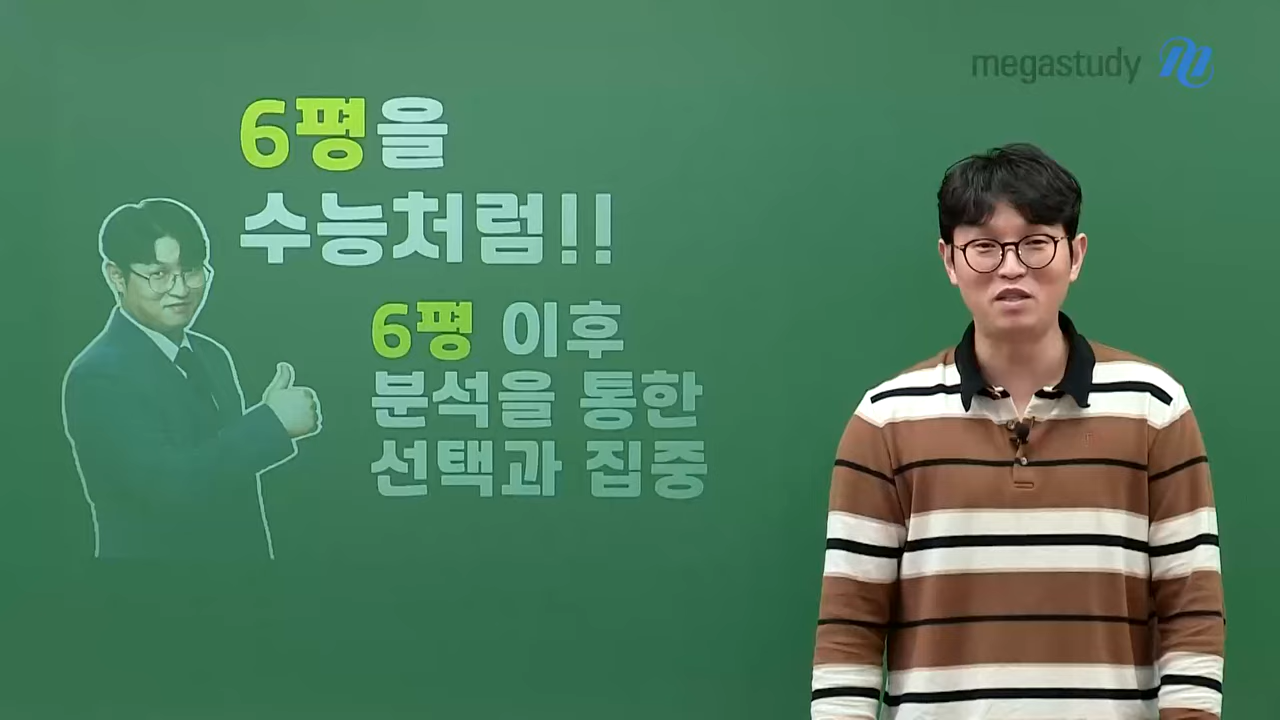 megastudy
6평을
수능처럼!!
6평 이후
분석을 통한
선택과 집중